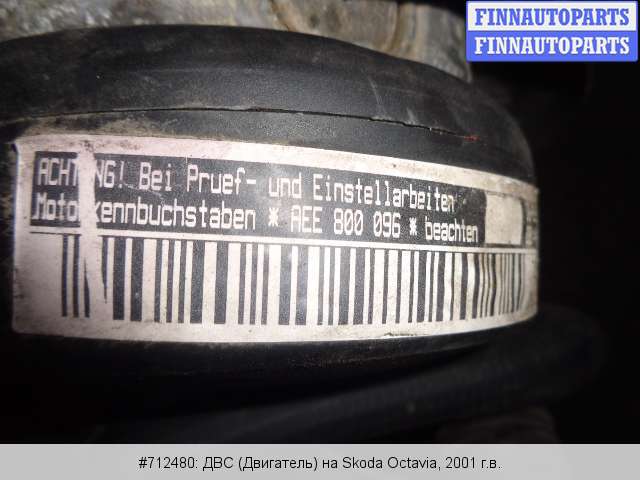 FINNAUTOPARTS
FINNAUTOPARTS
ACHTUNG! Bei Pruef- und Einstellarbeiten
Motorkennbuchstaben * AEE 800 096 * beachten
#712480: ДВС (Двигатель) на Skoda Octavia, 2001 г.в.